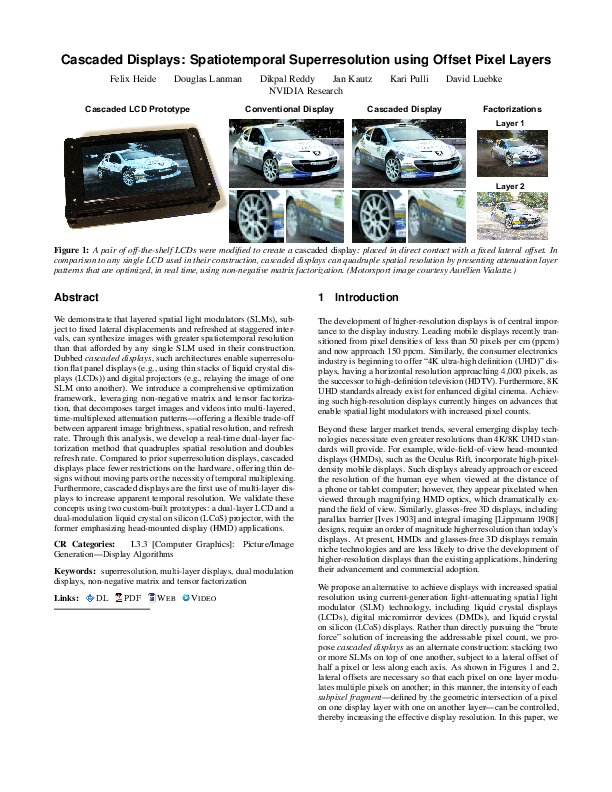 Cascaded Displays: Spatiotemporal Superresolution using Offset Pixel Layers
Felix Heide Douglas Lanman Dikpal Reddy Jan Kautz Kari Pulli David Luebke
NVIDIA Research
Cascaded LCD Prototype Conventional Display Cascaded Display Factorizations
Layer 1
Layer 2
Figure 1: A pair of off-the-shelf LCDs were modified to create a cascaded display: placed in direct contact with a fixed lateral offset. In
comparison to any single LCD used in their construction, cascaded displays can quadruple spatial resolution by presenting attenuation layer
patterns that are optimized, in real time, using non-negative matrix factorization. (Motorsport image courtesy Aurélien Vialatte.)
Abstract
We demonstrate that layered spatial light modulators (SLMs), sub-
ject to fixed lateral displacements and refreshed at staggered inter-
vals, can synthesize images with greater spatiotemporal resolution
than that afforded by any single SLM used in their construction.
Dubbed cascaded displays, such architectures enable superresolu-
tion flat panel displays (e.g., using thin stacks of liquid crystal dis-
plays (LCDs)) and digital projectors (e.g., relaying the image of one
SLM onto another). We introduce a comprehensive optimization
framework, leveraging non-negative matrix and tensor factoriza-
tion, that decomposes target images and videos into multi-layered,
time-multiplexed attenuation patterns—offering a flexible trade-off
between apparent image brightness, spatial resolution, and refresh
rate. Through this analysis, we develop a real-time dual-layer fac-
torization method that quadruples spatial resolution and doubles
refresh rate. Compared to prior superresolution displays, cascaded
displays place fewer restrictions on the hardware, offering thin de-
signs without moving parts or the necessity of temporal multiplexing.
Furthermore, cascaded displays are the first use of multi-layer dis-
plays to increase apparent temporal resolution. We validate these
concepts using two custom-built prototypes: a dual-layer LCD and a
dual-modulation liquid crystal on silicon (LCoS) projector, with the
former emphasizing head-mounted display (HMD) applications.
CR Categories: I.3.3 [Computer Graphics]: Picture/Image
Generation—Display Algorithms
Keywords: superresolution, multi-layer displays, dual modulation
displays, non-negative matrix and tensor factorization
Links: DL PDF WEB VIDEO
1 Introduction
The development of higher-resolution displays is of central impor-
tance to the display industry. Leading mobile displays recently tran-
sitioned from pixel densities of less than 50 pixels per cm (ppcm)
and now approach 150 ppcm. Similarly, the consumer electronics
industry is beginning to offer “4K ultra-high definition (UHD)” dis-
plays, having a horizontal resolution approaching 4,000 pixels, as
the successor to high-definition television (HDTV). Furthermore, 8K
UHD standards already exist for enhanced digital cinema. Achiev-
ing such high-resolution displays currently hinges on advances that
enable spatial light modulators with increased pixel counts.
Beyond these larger market trends, several emerging display tech-
nologies necessitate even greater resolutions than 4K/8K UHD stan-
dards will provide. For example, wide-field-of-view head-mounted
displays (HMDs), such as the Oculus Rift, incorporate high-pixel-
density mobile displays. Such displays already approach or exceed
the resolution of the human eye when viewed at the distance of
a phone or tablet computer; however, they appear pixelated when
viewed through magnifying HMD optics, which dramatically ex-
pand the field of view. Similarly, glasses-free 3D displays, including
parallax barrier [Ives 1903] and integral imaging [Lippmann 1908]
designs, require an order of magnitude higher resolution than today's
displays. At present, HMDs and glasses-free 3D displays remain
niche technologies and are less likely to drive the development of
higher-resolution displays than the existing applications, hindering
their advancement and commercial adoption.
We propose an alternative to achieve displays with increased spatial
resolution using current-generation light-attenuating spatial light
modulator (SLM) technology, including liquid crystal displays
(LCDs), digital micromirror devices (DMDs), and liquid crystal
on silicon (LCoS) displays. Rather than directly pursuing the “brute
force” solution of increasing the addressable pixel count, we pro-
pose cascaded displays as an alternate construction: stacking two
or more SLMs on top of one another, subject to a lateral offset of
half a pixel or less along each axis. As shown in Figures 1 and 2,
lateral offsets are necessary so that each pixel on one layer modu-
lates multiple pixels on another; in this manner, the intensity of each
subpixel fragment—defined by the geometric intersection of a pixel
on one display layer with one on another layer—can be controlled,
thereby increasing the effective display resolution. In this paper, we